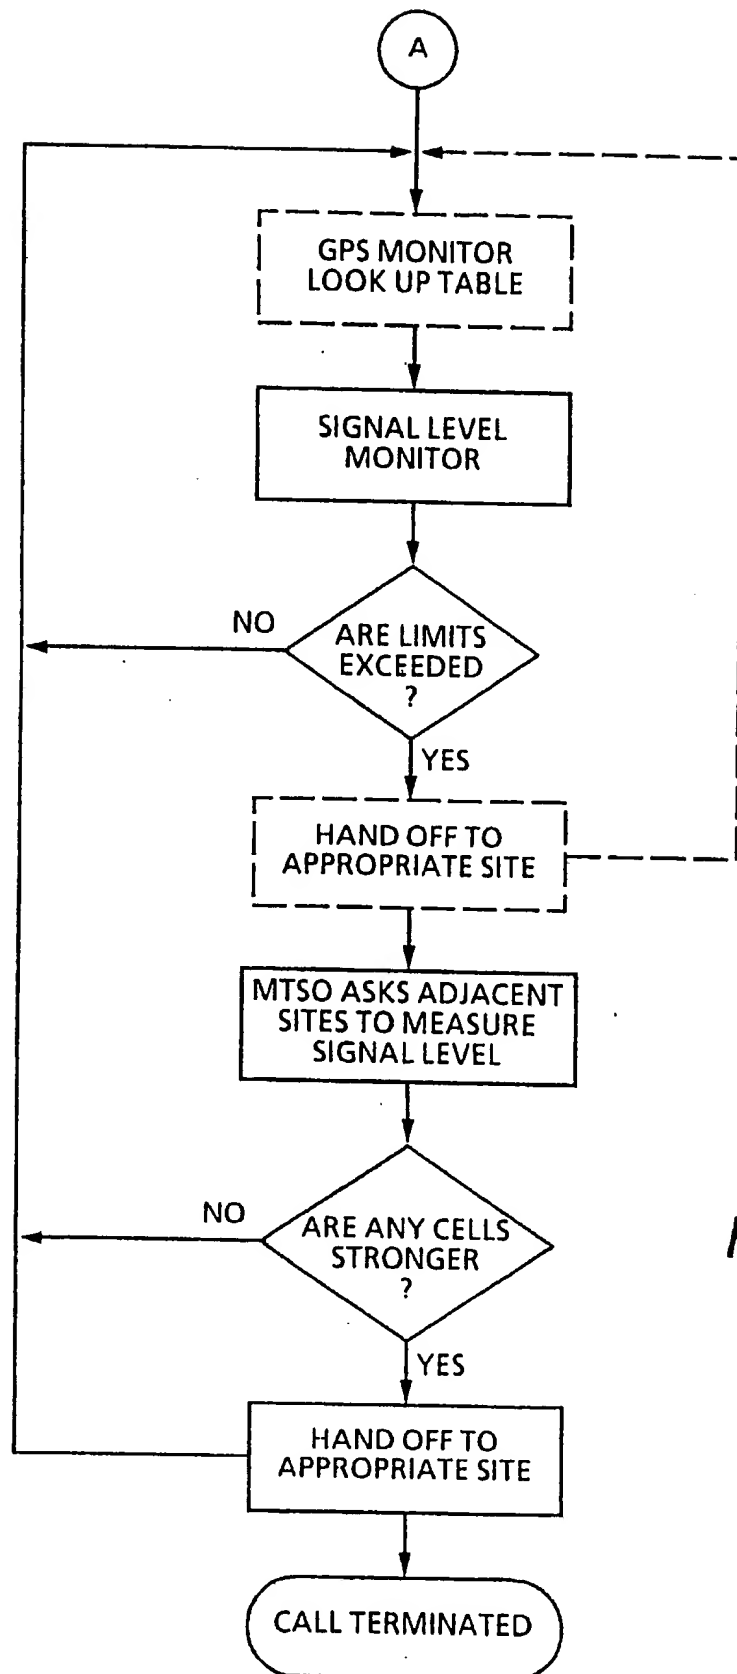 A
GPS MONITOR
LOOK UP TABLE
SIGNAL LEVEL
MONITOR
NO
ARE LIMITS
EXCEEDED
?
YES
HAND OFF TO
APPROPRIATE SITE
MTSO ASKS ADJACENT
SITES TO MEASURE
SIGNAL LEVEL
NO
ARE ANY CELLS
STRONGER
?
YES
HAND OFF TO
APPROPRIATE SITE
CALL TERMINATED